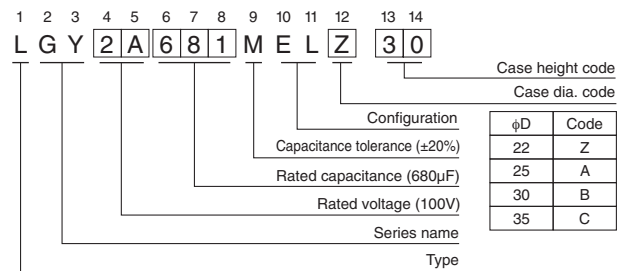 1 2 3 4 5 6 7 8 9 10 11 12 13 14
L G Y 2 A 6 8 1 M E L Z 3 0
Case height code
Case dia. code
Configuration
Capacitance tolerance (±20%)
Rated capacitance (680µF)
Rated voltage (100V)
Series name
Type
ϕD Code
22 Z
25 A
30 B
35 C